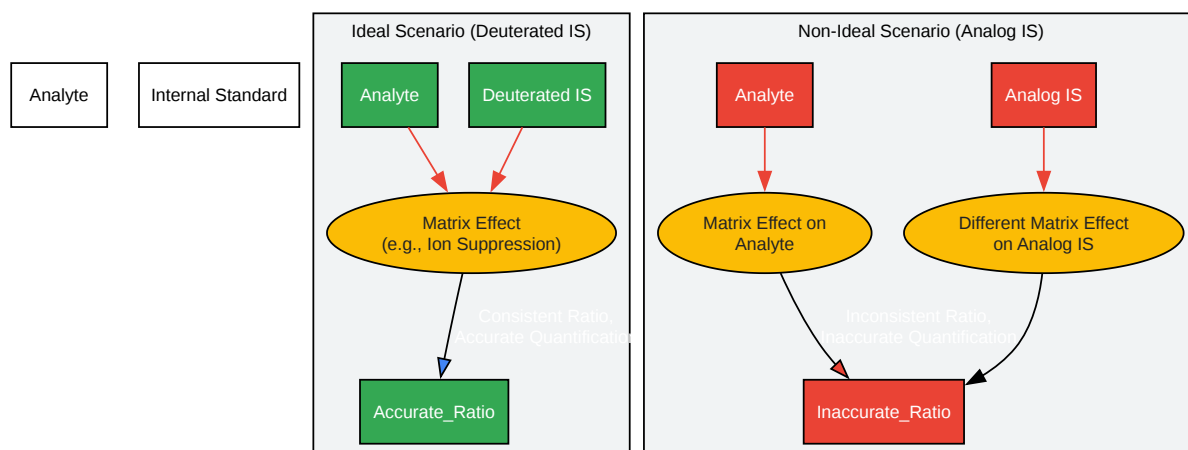 Ideal Scenario (Deuterated IS)
Non-Ideal Scenario (Analog IS)
Analyte
Internal Standard
Analyte
Deuterated IS
Analyte
Analog IS
Matrix Effect
(e.g., Ion Suppression)
Matrix Effect on
Analyte
Different Matrix Effect
on Analog IS
Consistent Ratio,
Accurate Quantification
Inconsistent Ratio,
Inaccurate Quantification
Accurate_Ratio
Inaccurate_Ratio